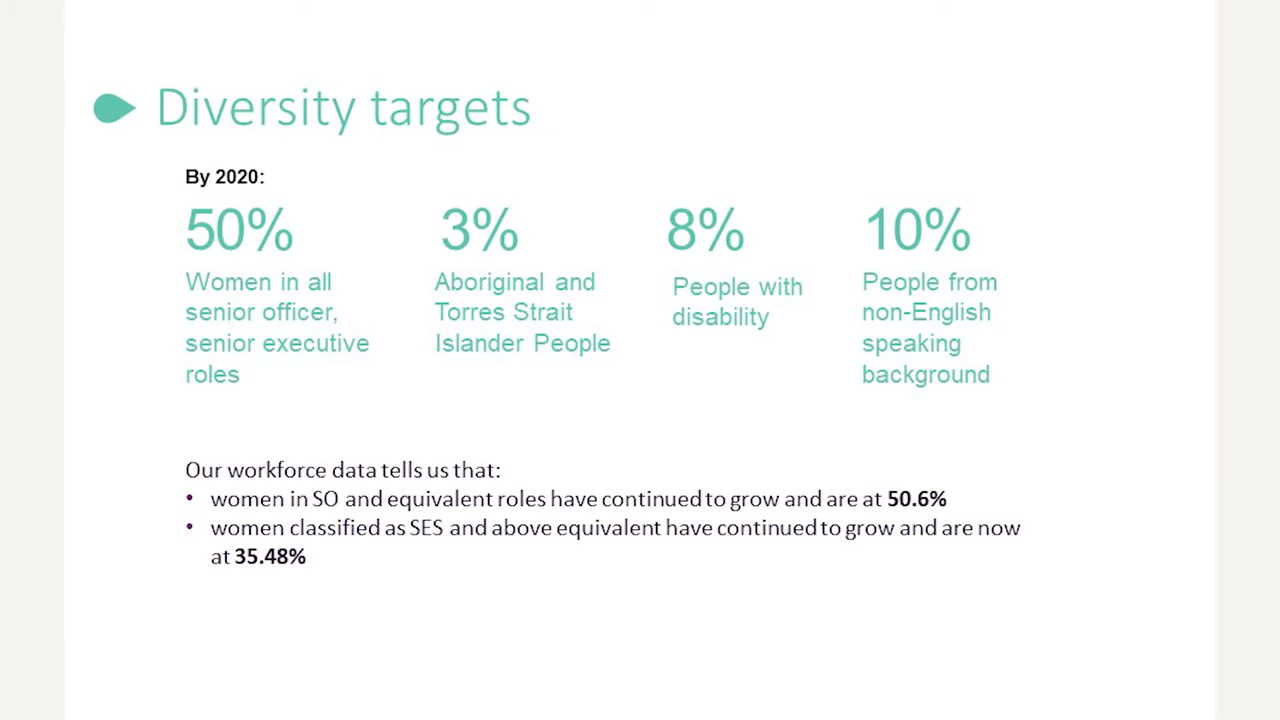 Diversity targets
By 2020:
50%
Women in all
senior officer,
senior executive
roles
3%
Aboriginal and
Torres Strait
Islander People
8%
People with
disability
10%
People from
non-English
speaking
background
Our workforce data tells us that:
• women in SO and equivalent roles have continued to grow and are at 50.6%
• women classified as SES and above equivalent have continued to grow and are now
at 35.48%